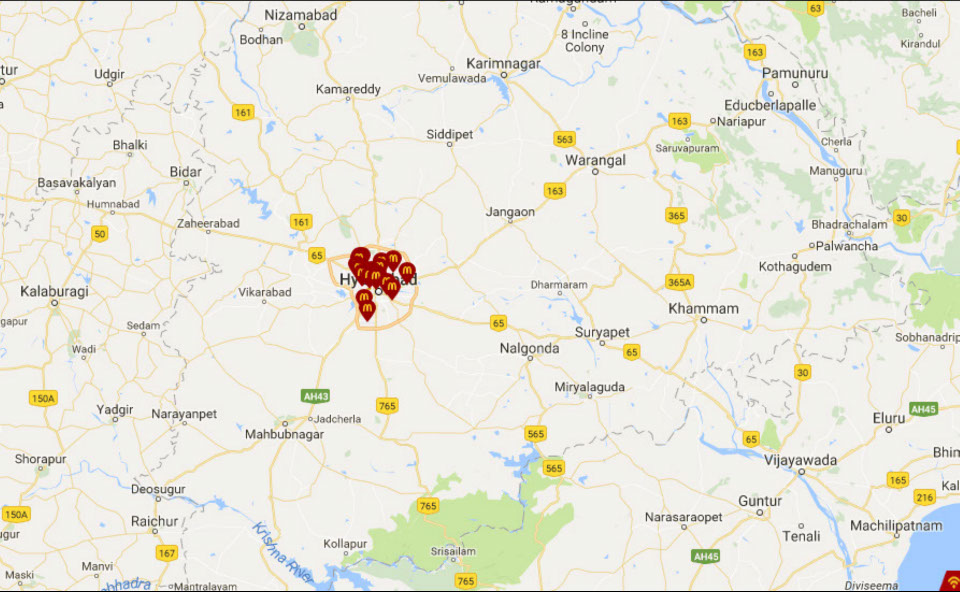 Nizamabad
63
Bacheli
Bodhan
8 Incline
Colony
Kirandul
163
Karimnagar
Udgir
Vemulawada
Pamunuru
Kamareddy
161
Educberlapalle
163
Nariapur
Siddipet
563
Bhalki
Cherla
Saruvapuram
Warangal
Bidar
Manuguru
Basavakalyan
163
Humnabad
Jangaon
365
30
161
Zaheerabad
Bhadrachalam
50
Palwancha
65
Kothagudem
365A
Dharmaram
Kalaburagi
Vikarabad
Khammam
gapur
Sedam
65
Suryapet
Sobhanadrip
Wadi
Nalgonda
65
30
Miryalaguda
AH43
150A
765
Yadgir
Narayanpet
Jadcherla
AH45
Eluru
Mahbubnagar
565
65
Bhim
Shorapur
Vijayawada
565
165
Kal
Deosugur
216
765
Guntur
150A
Raichur
Narasaraopet
Machilipatnam
Tenali
Krishna River
Kollapur
167
Srisailam
AH45
Manvi
Maski
765
bhadra
Mantralayam
Diviseema